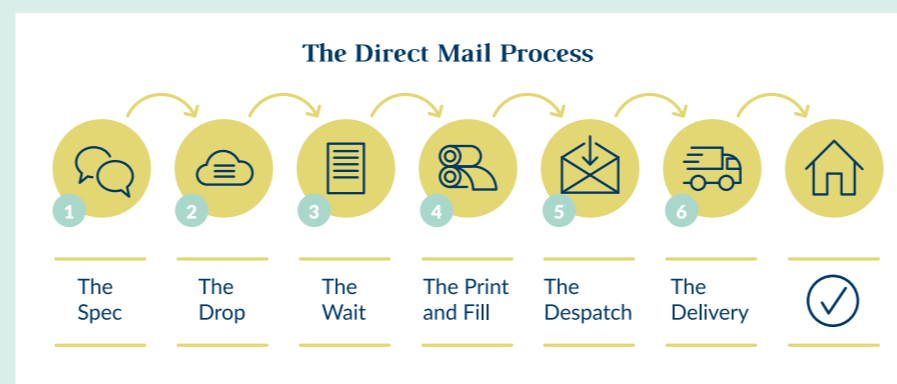 The Direct Mail Process
1
2
3
4
5
6
The
Spec
The
Drop
The
Wait
The Print
and Fill
The
Despatch
The
Delivery